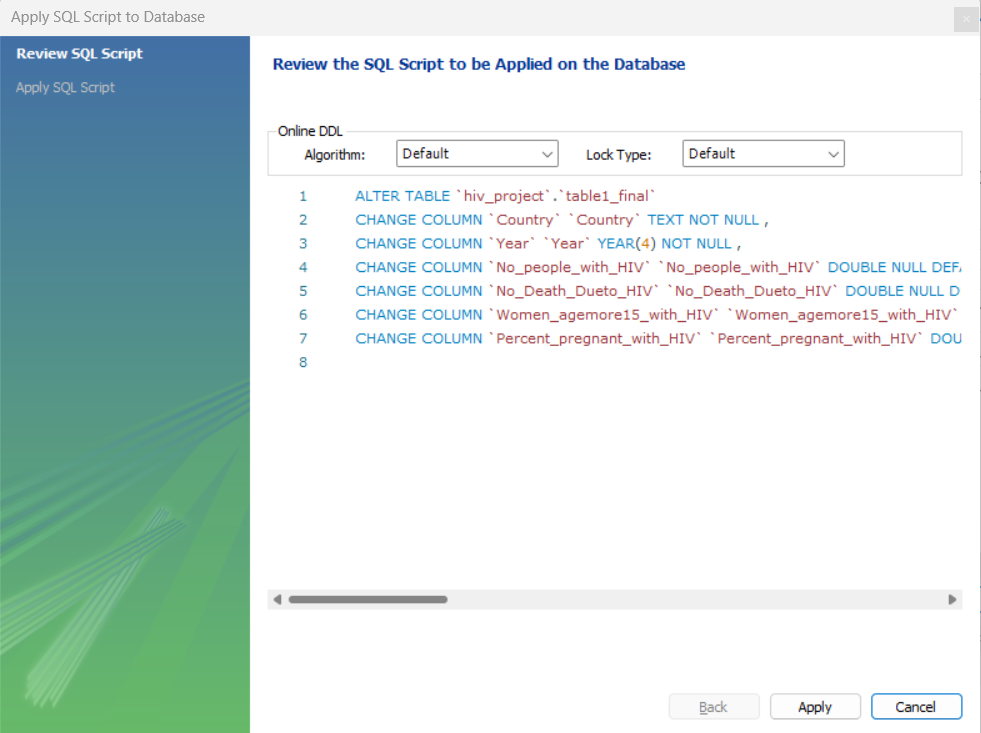 Apply SQL Script to Database
Review SQL Script
Apply SQL Script
Review the SQL Script to be Applied on the Database
Online DDL
Algorithm: Default Lock Type: Default
1 ALTER TABLE `hiv_project`.`table1_final`
2 CHANGE COLUMN `Country` `Country` TEXT NOT NULL ,
3 CHANGE COLUMN `Year` `Year` YEAR(4) NOT NULL ,
4 CHANGE COLUMN `No_people_with_HIV` `No_people_with_HIV` DOUBLE NULL DEF
5 CHANGE COLUMN `No_Death_Dueto_HIV` `No_Death_Dueto_HIV` DOUBLE NULL D
6 CHANGE COLUMN `Women_agemore15_with_HIV` `Women_agemore15_with_HIV`
7 CHANGE COLUMN `Percent_pregnant_with_HIV` `Percent_pregnant_with_HIV` DOU
8
Back Apply Cancel